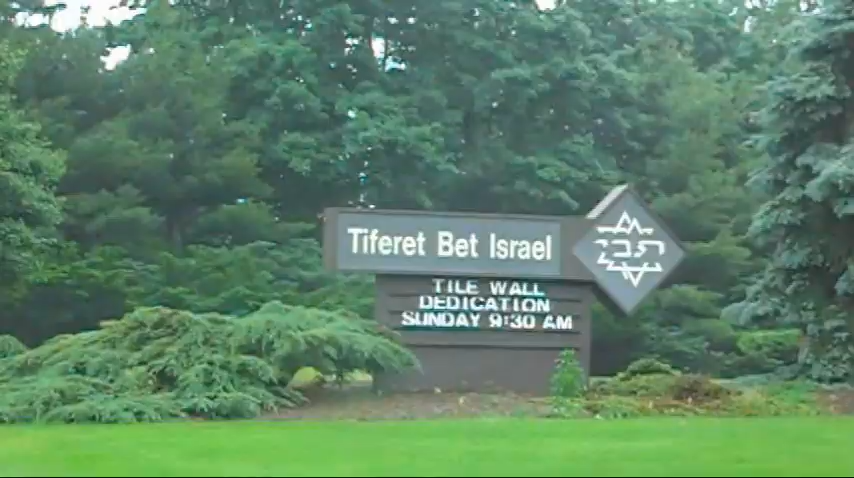 Tiferet Bet Israel
TILE WALL
DEDICATION
SUNDAY 9:30 AM